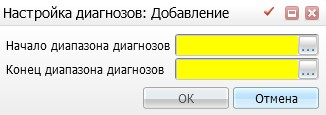 Настройка диагнозов: Добавление
Начало диапазона диагнозов ...
Конец диапазона диагнозов ...
ОК Отмена